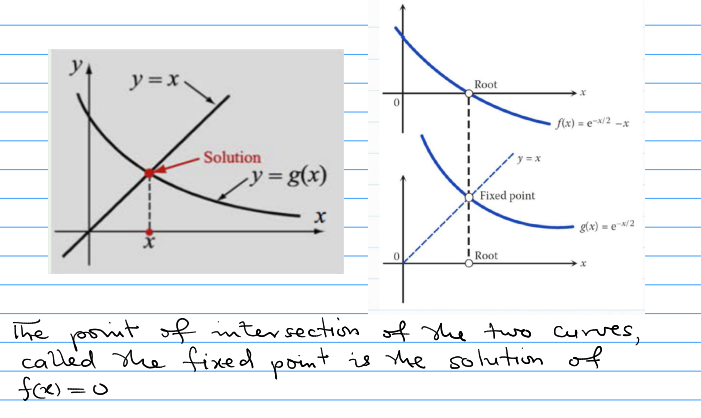 y
y = x
Solution
y = g(x)
x
x
Root
x
0
f(x) = e^{-x/2} -x
y = x
Fixed point
g(x) = e^{-x/2}
0
Root
x
The point of intersection of the two curves,
called the fixed point is the solution of
f(x) = 0